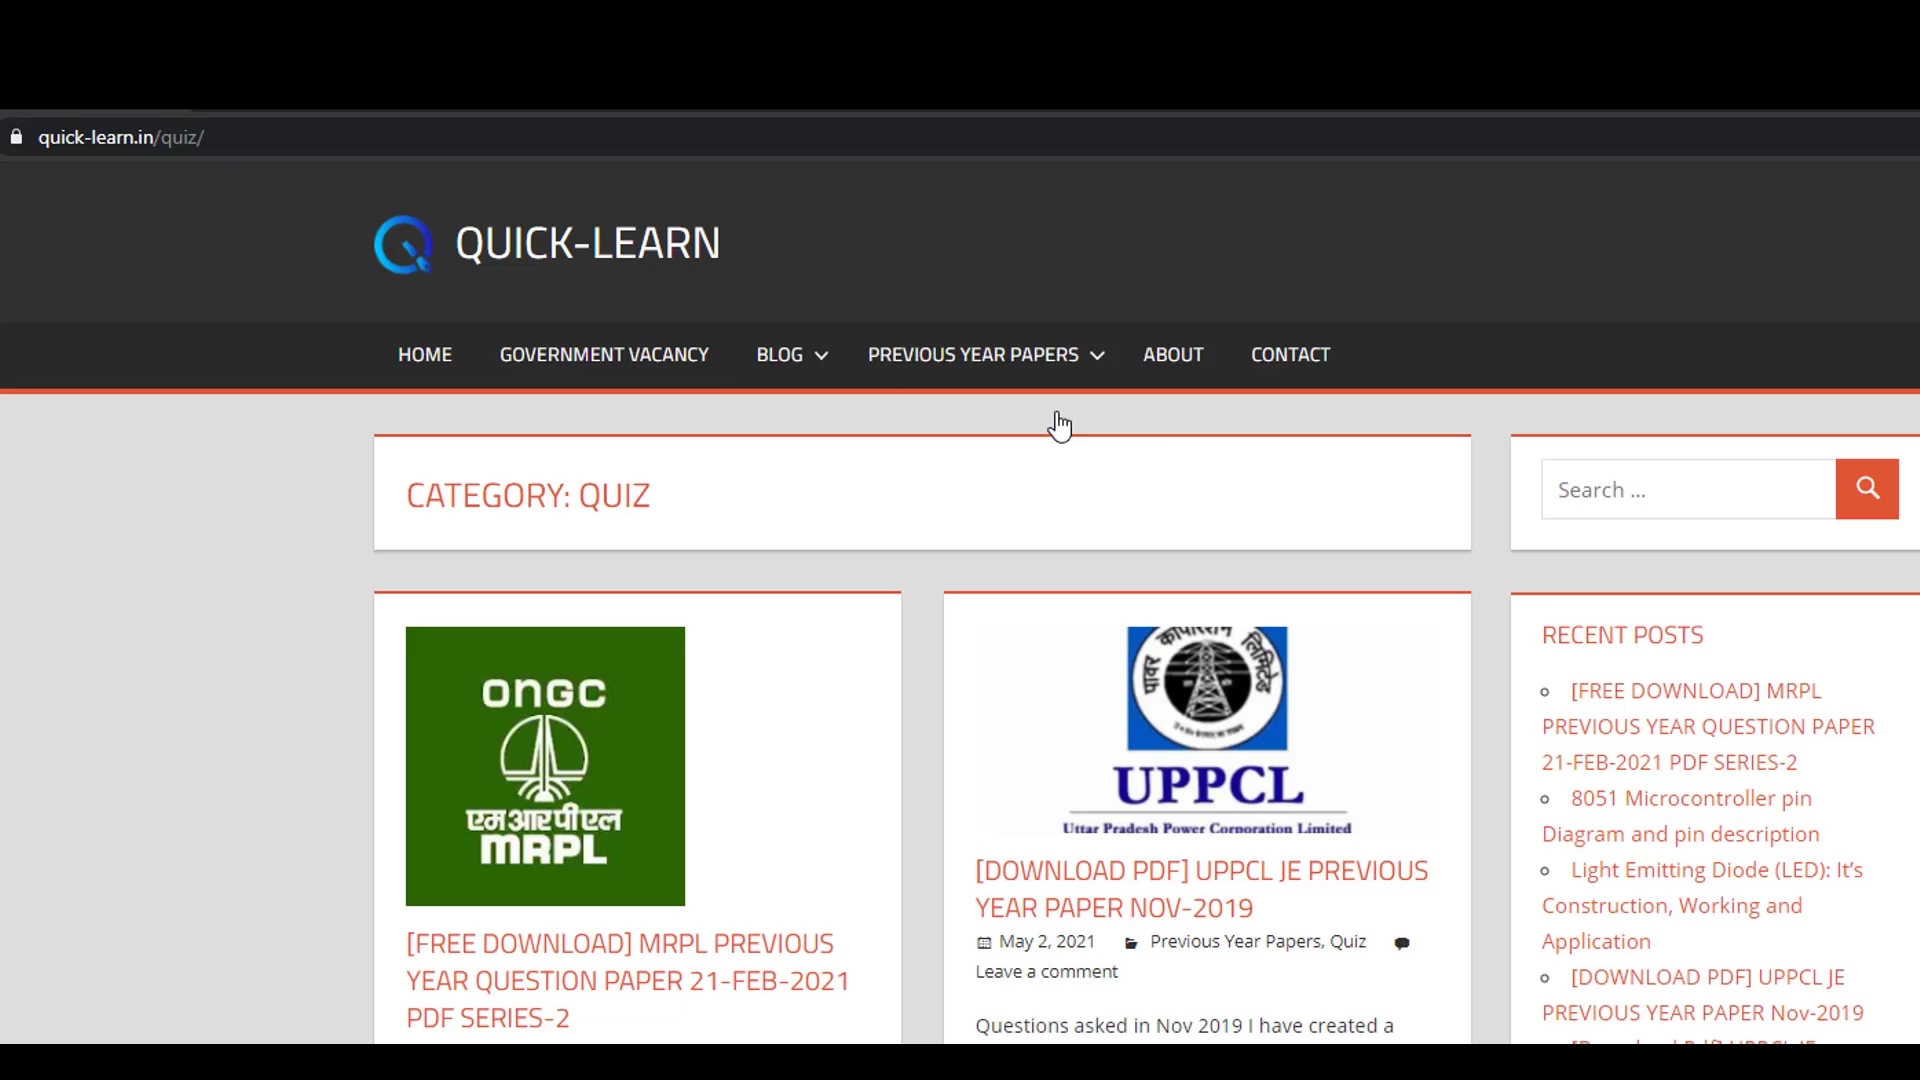 quick-learn.in/quiz/
QUICK-LEARN
HOME GOVERNMENT VACANCY BLOG PREVIOUS YEAR PAPERS ABOUT CONTACT
CATEGORY: QUIZ
Search ...
ONGC
एमआरपीएल
MRPL
[FREE DOWNLOAD] MRPL PREVIOUS
YEAR QUESTION PAPER 21-FEB-2021
PDF SERIES-2
पावर कारपोरेशन लिमिटेड
UPPCL
Uttar Pradesh Power Corporation Limited
[DOWNLOAD PDF] UPPCL JE PREVIOUS
YEAR PAPER NOV-2019
May 2, 2021 Previous Year Papers, Quiz
Leave a comment
Questions asked in Nov 2019 I have created a
RECENT POSTS
[FREE DOWNLOAD] MRPL
PREVIOUS YEAR QUESTION PAPER
21-FEB-2021 PDF SERIES-2
8051 Microcontroller pin
Diagram and pin description
Light Emitting Diode (LED): It’s
Construction, Working and
Application
[DOWNLOAD PDF] UPPCL JE
PREVIOUS YEAR PAPER Nov-2019